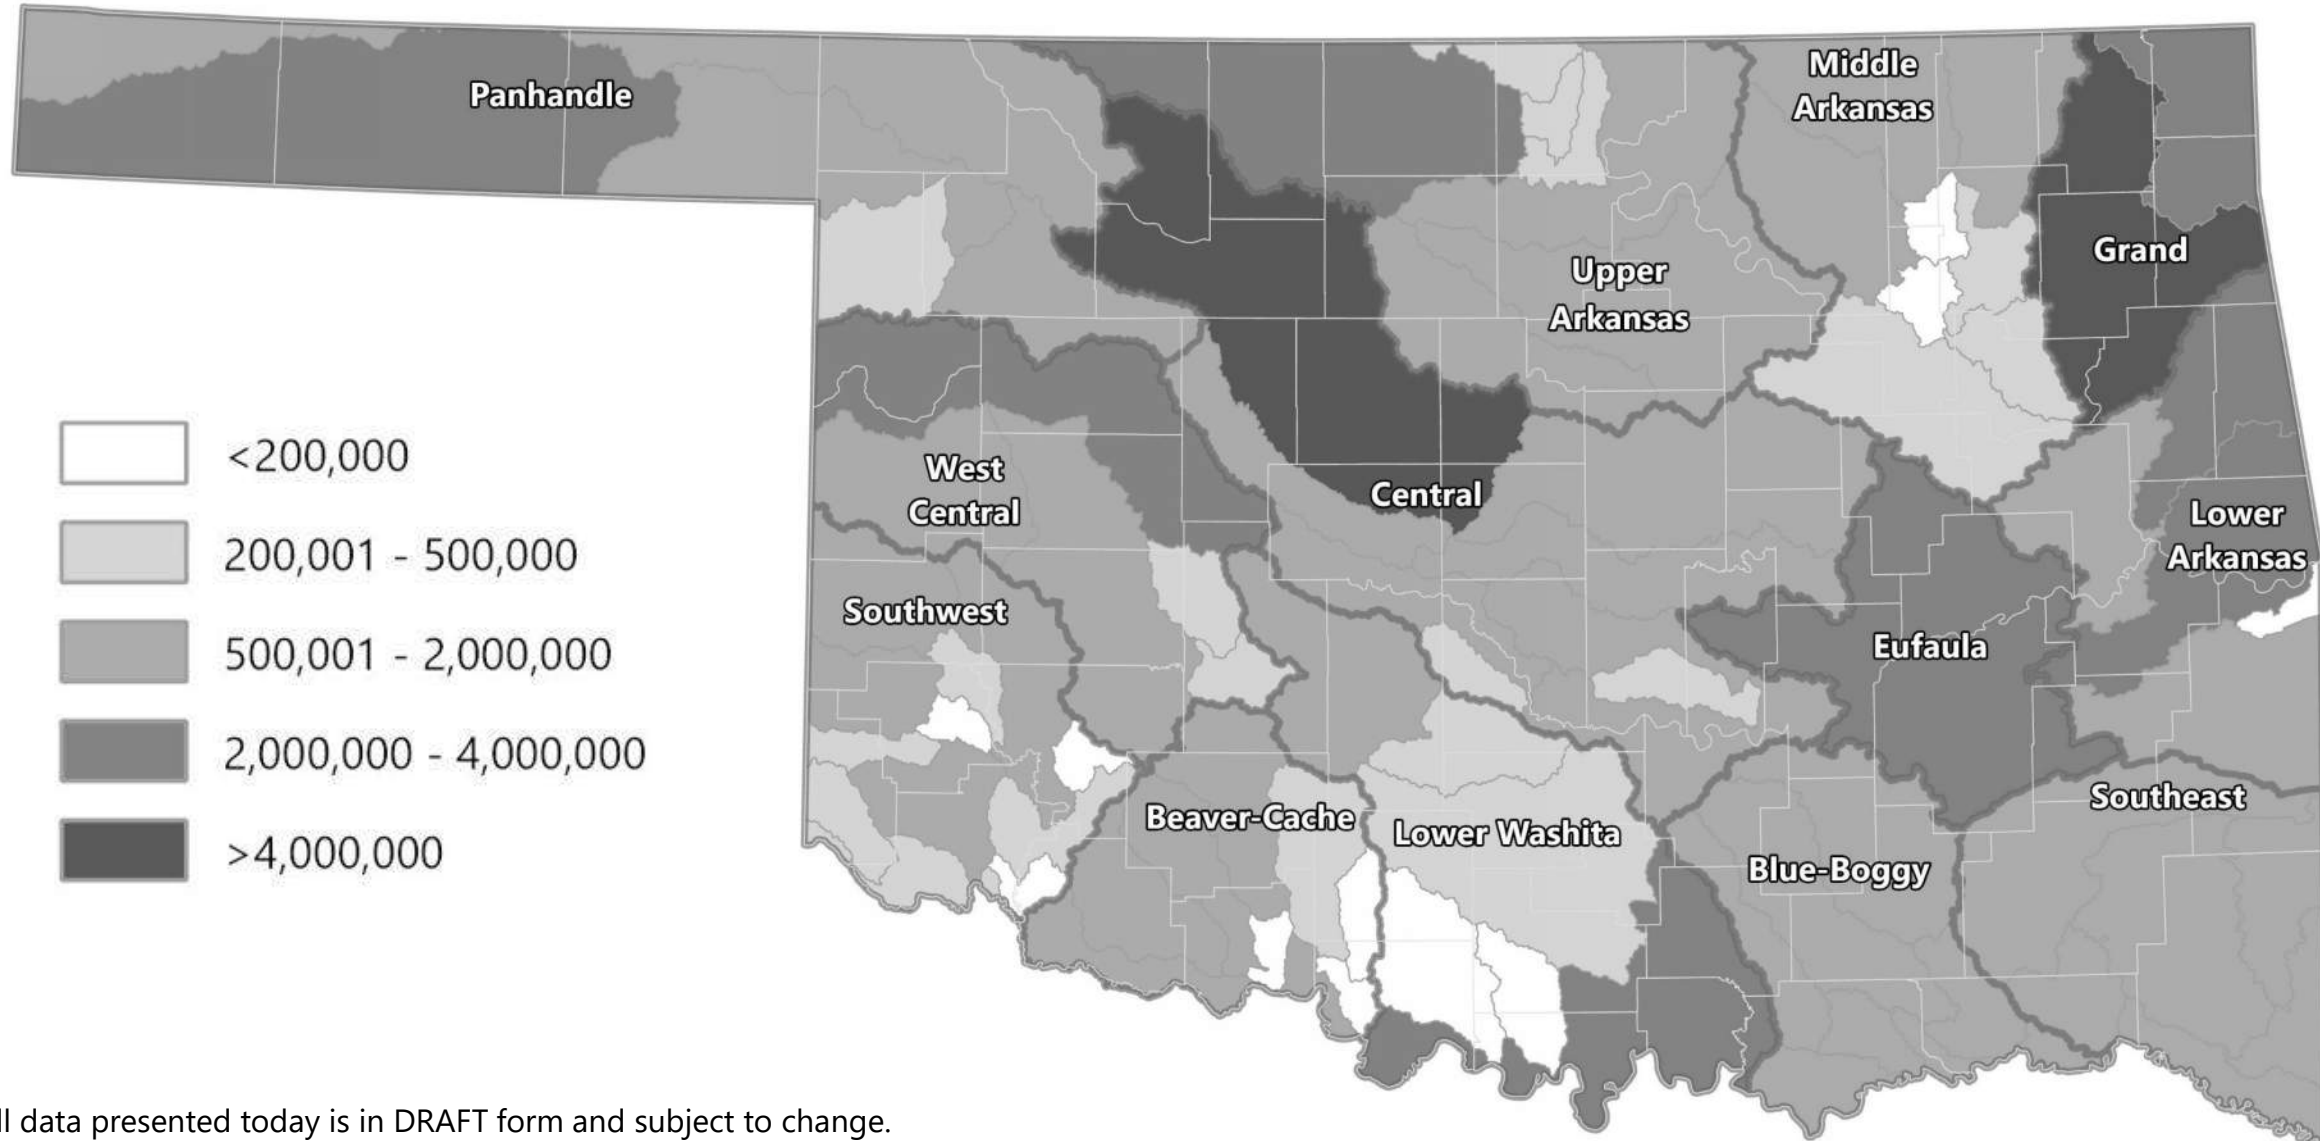 Panhandle
Middle
Arkansas
Grand
Upper
Arkansas
<200,000
200,001 - 500,000
500,001 - 2,000,000
2,000,000 - 4,000,000
>4,000,000
West
Central
Central
Lower
Arkansas
Southwest
Eufaula
Southeast
Beaver-Cache
Lower Washita
Blue-Boggy
ll data presented today is in DRAFT form and subject to change.